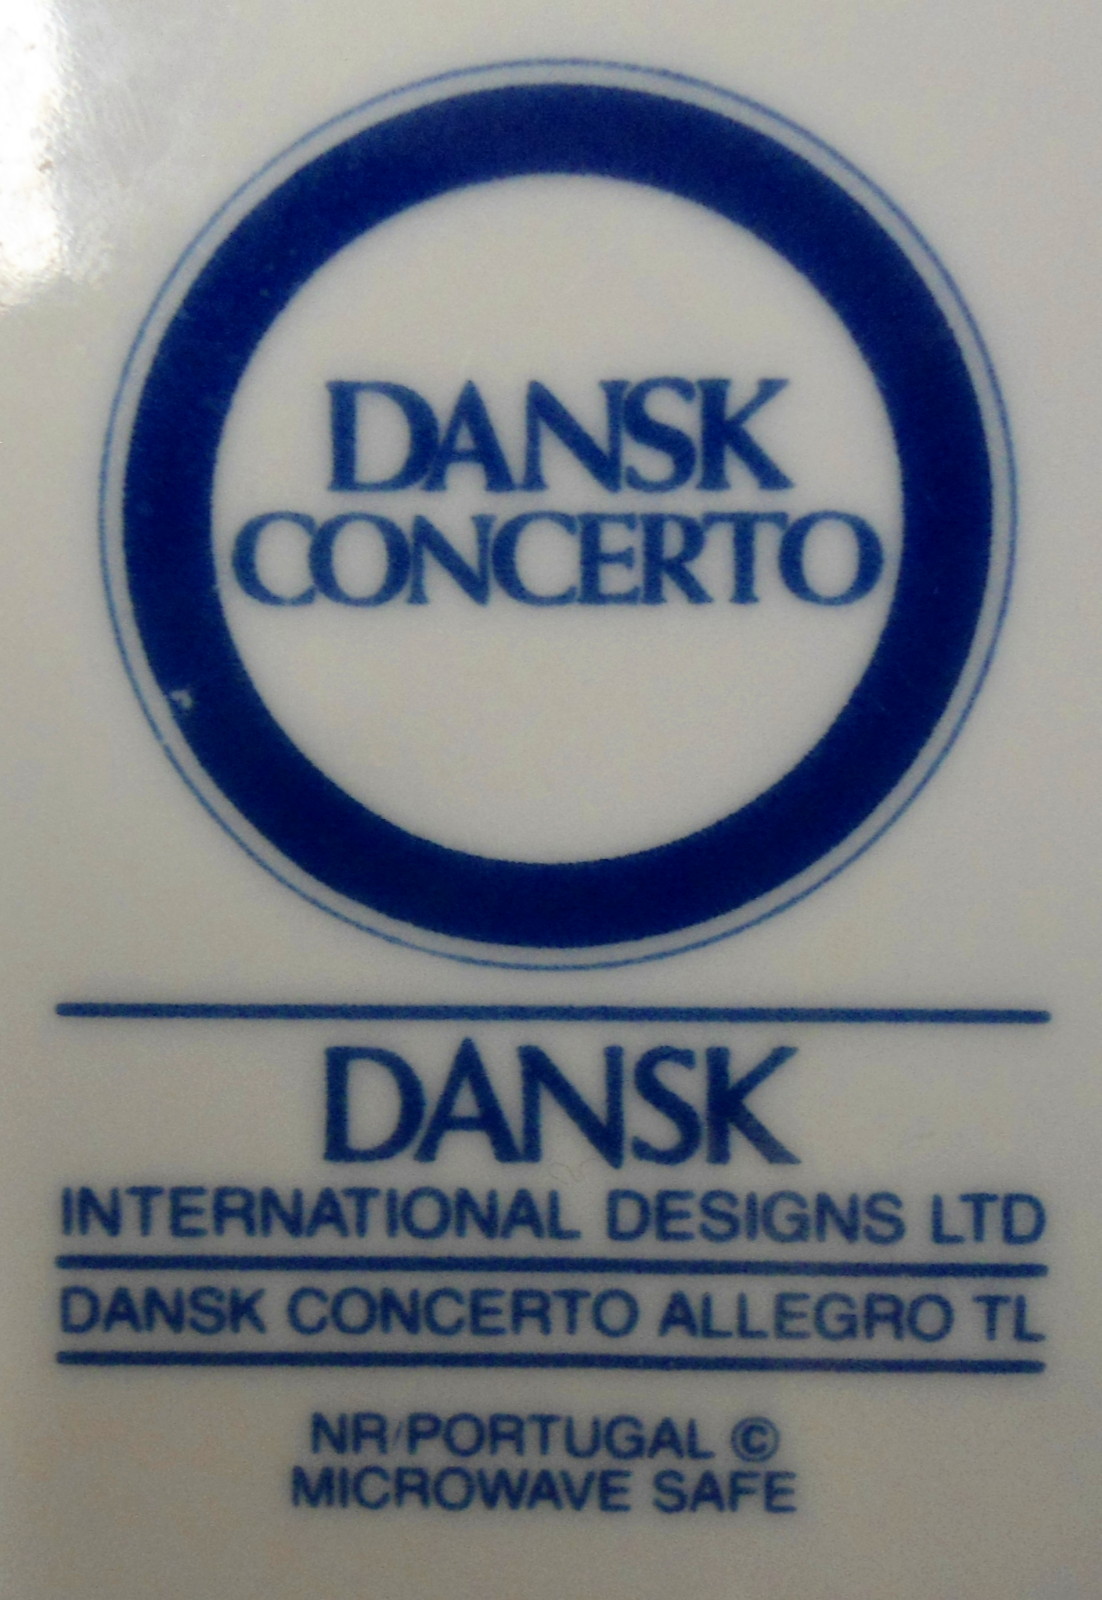 DANSK
CONCERTO
DANSK
INTERNATIONAL DESIGNS LTD
DANSK CONCERTO ALLEGRO TL
NR/PORTUGAL ©
MICROWAVE SAFE